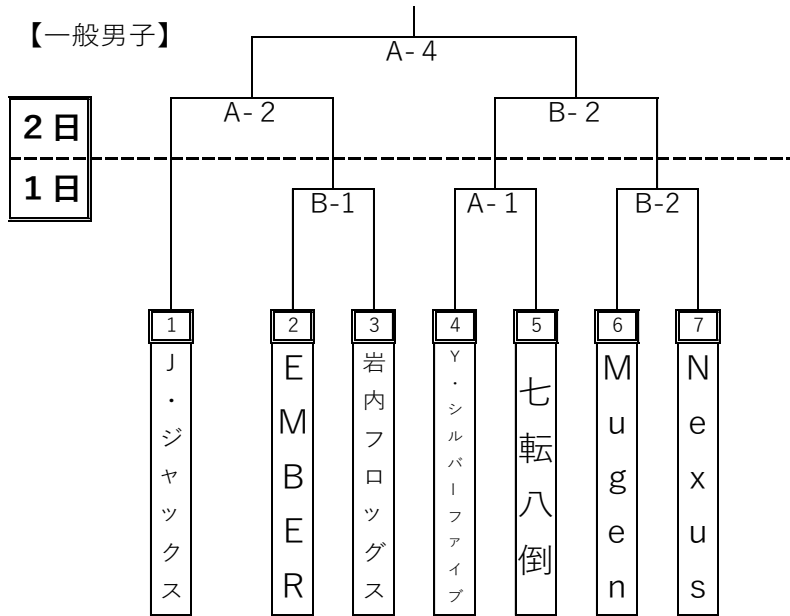 【一般男子】
A-4
A-2
B-2
2日
1日
B-1
A-1
B-2
1
2
3
4
5
6
7
J・ジャックス
EMBER
岩内フロッグス
Y・シルバーファイブ
七転八倒
Mugen
Nexus